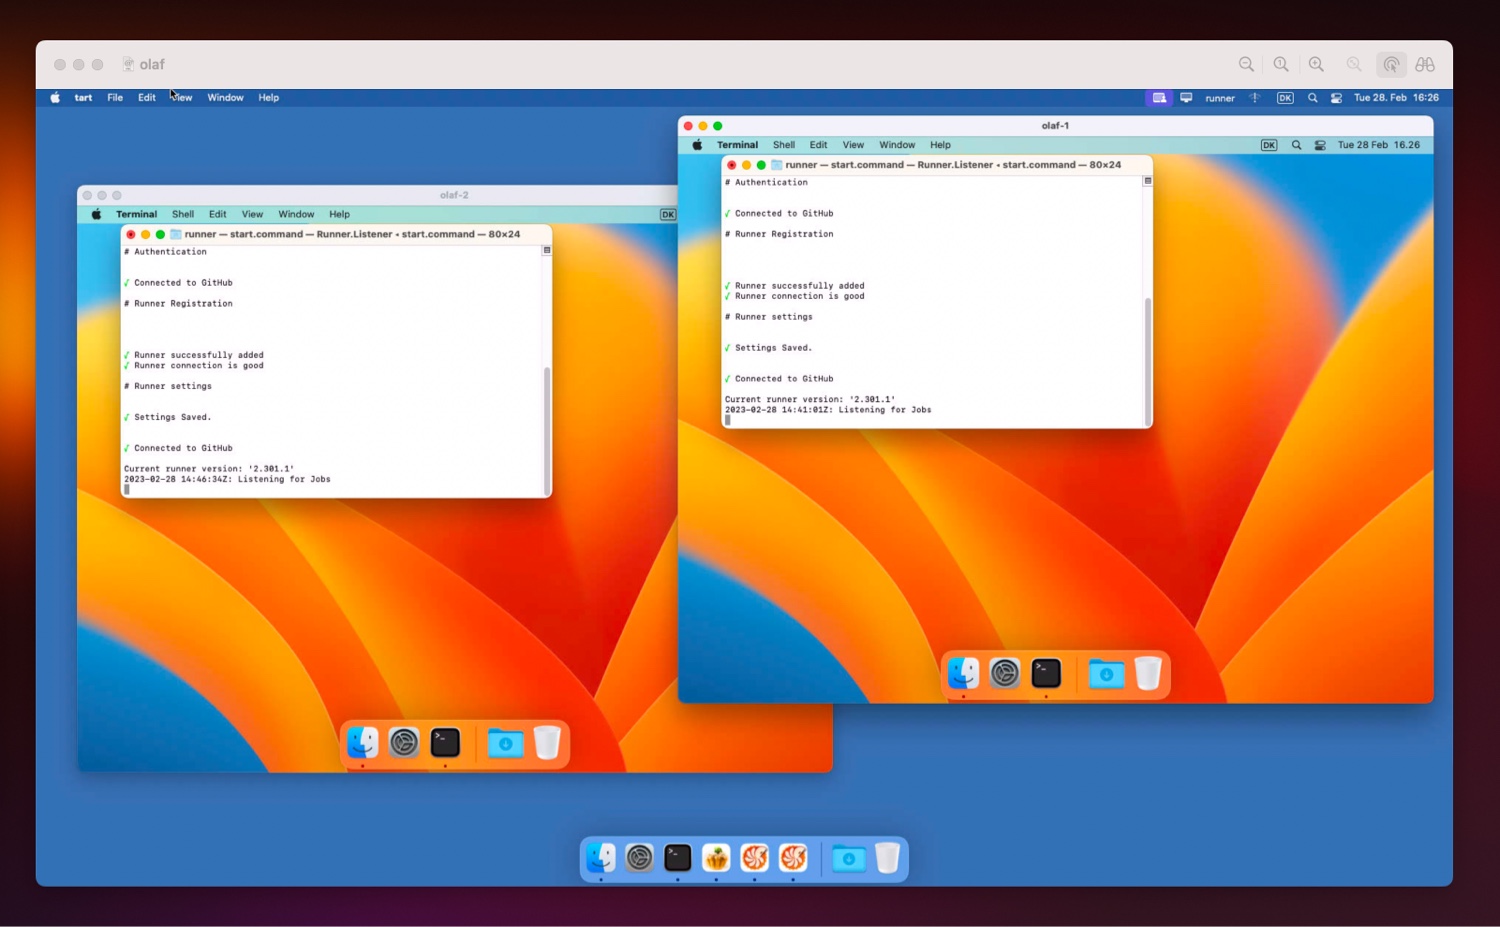 olaf
tart File Edit View Window Help
runner DK Tue 28. Feb 16:26
olaf-2
Terminal Shell Edit View Window Help DK
runner — start.command — Runner.Listener ◂ start.command — 80×24
# Authentication
√ Connected to GitHub
# Runner Registration
√ Runner successfully added
√ Runner connection is good
# Runner settings
√ Settings Saved.
√ Connected to GitHub
Current runner version: '2.301.1'
2023-02-28 14:46:34Z: Listening for Jobs
olaf-1
Terminal Shell Edit View Window Help DK Tue 28 Feb 16.26
runner — start.command — Runner.Listener ◂ start.command — 80×24
# Authentication
√ Connected to GitHub
# Runner Registration
√ Runner successfully added
√ Runner connection is good
# Runner settings
√ Settings Saved.
√ Connected to GitHub
Current runner version: '2.301.1'
2023-02-28 14:41:01Z: Listening for Jobs